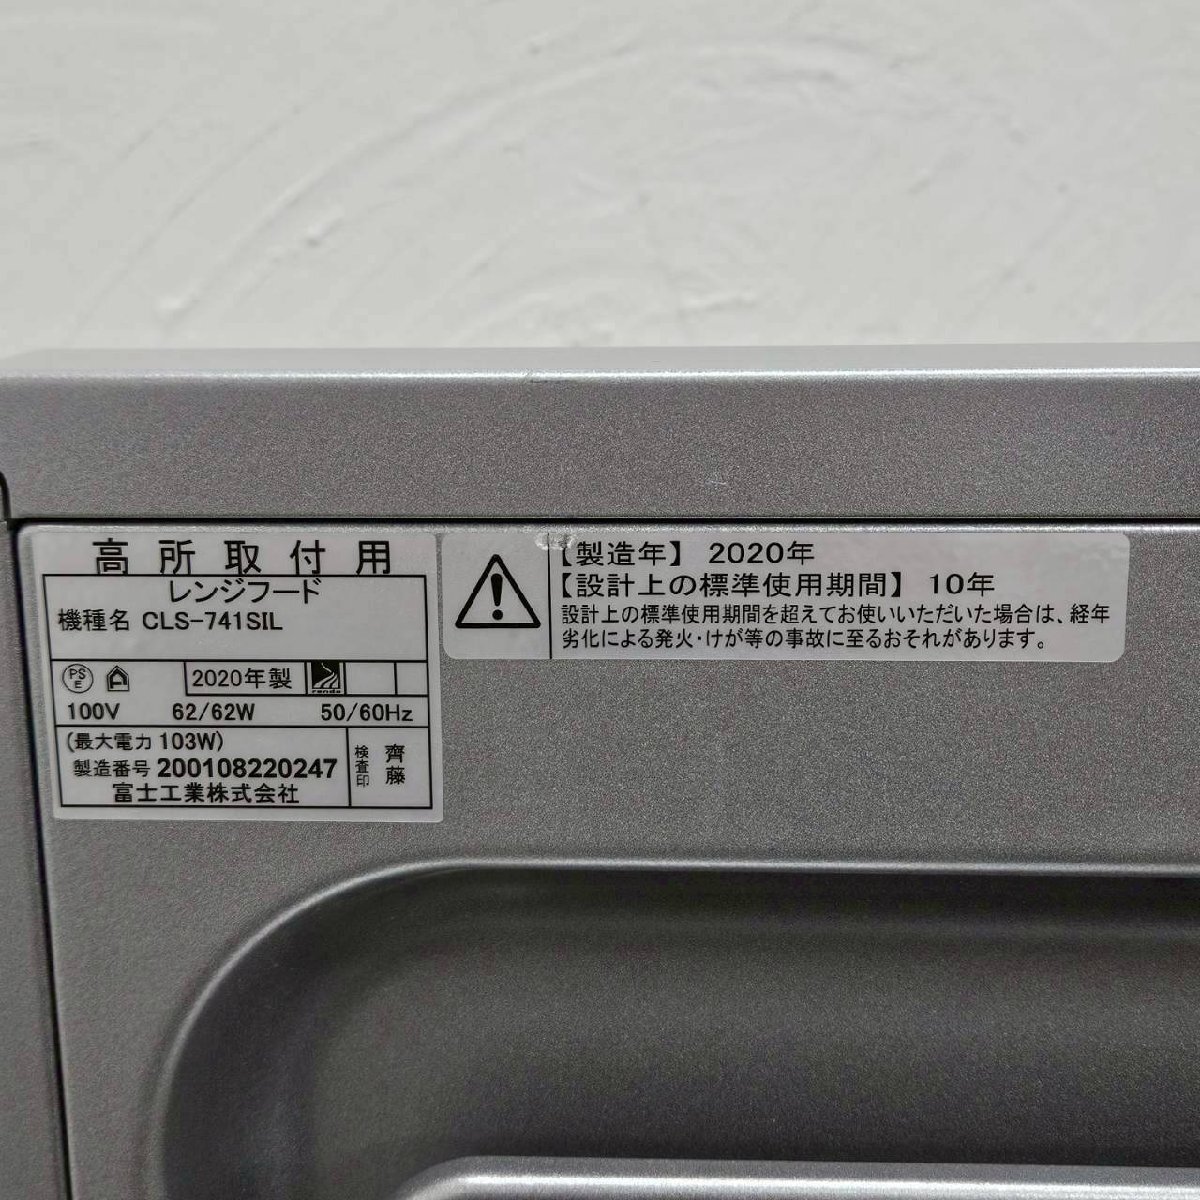 高所取付用
レンジフード
機種名 CLS-741SIL
PS
E
2020年製
100V 62/62W 50/60Hz
(最大電力 103W)
製造番号 200108220247
富士工業株式会社
検査印
齊藤
【製造年】 2020年
【設計上の標準使用期間】 10年
設計上の標準使用期間を超えてお使いいただいた場合は、経年
劣化による発火・けが等の事故に至るおそれがあります。